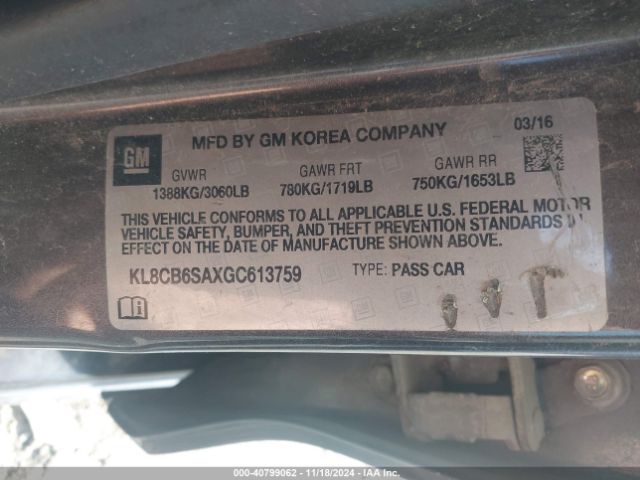 GM
MFD BY GM KOREA COMPANY
03/16
GVWR
GAWR FRT
GAWR RR
1388KG/3060LB
780KG/1719LB
750KG/1653LB
THIS VEHICLE CONFORMS TO ALL APPLICABLE U.S. FEDERAL MOTOR
VEHICLE SAFETY, BUMPER, AND THEFT PREVENTION STANDARDS IN
EFFECT ON THE DATE OF MANUFACTURE SHOWN ABOVE.
KL8CB6SAXGC613759
TYPE: PASS CAR
000-40799062 - 11/18/2024 - IAA Inc.